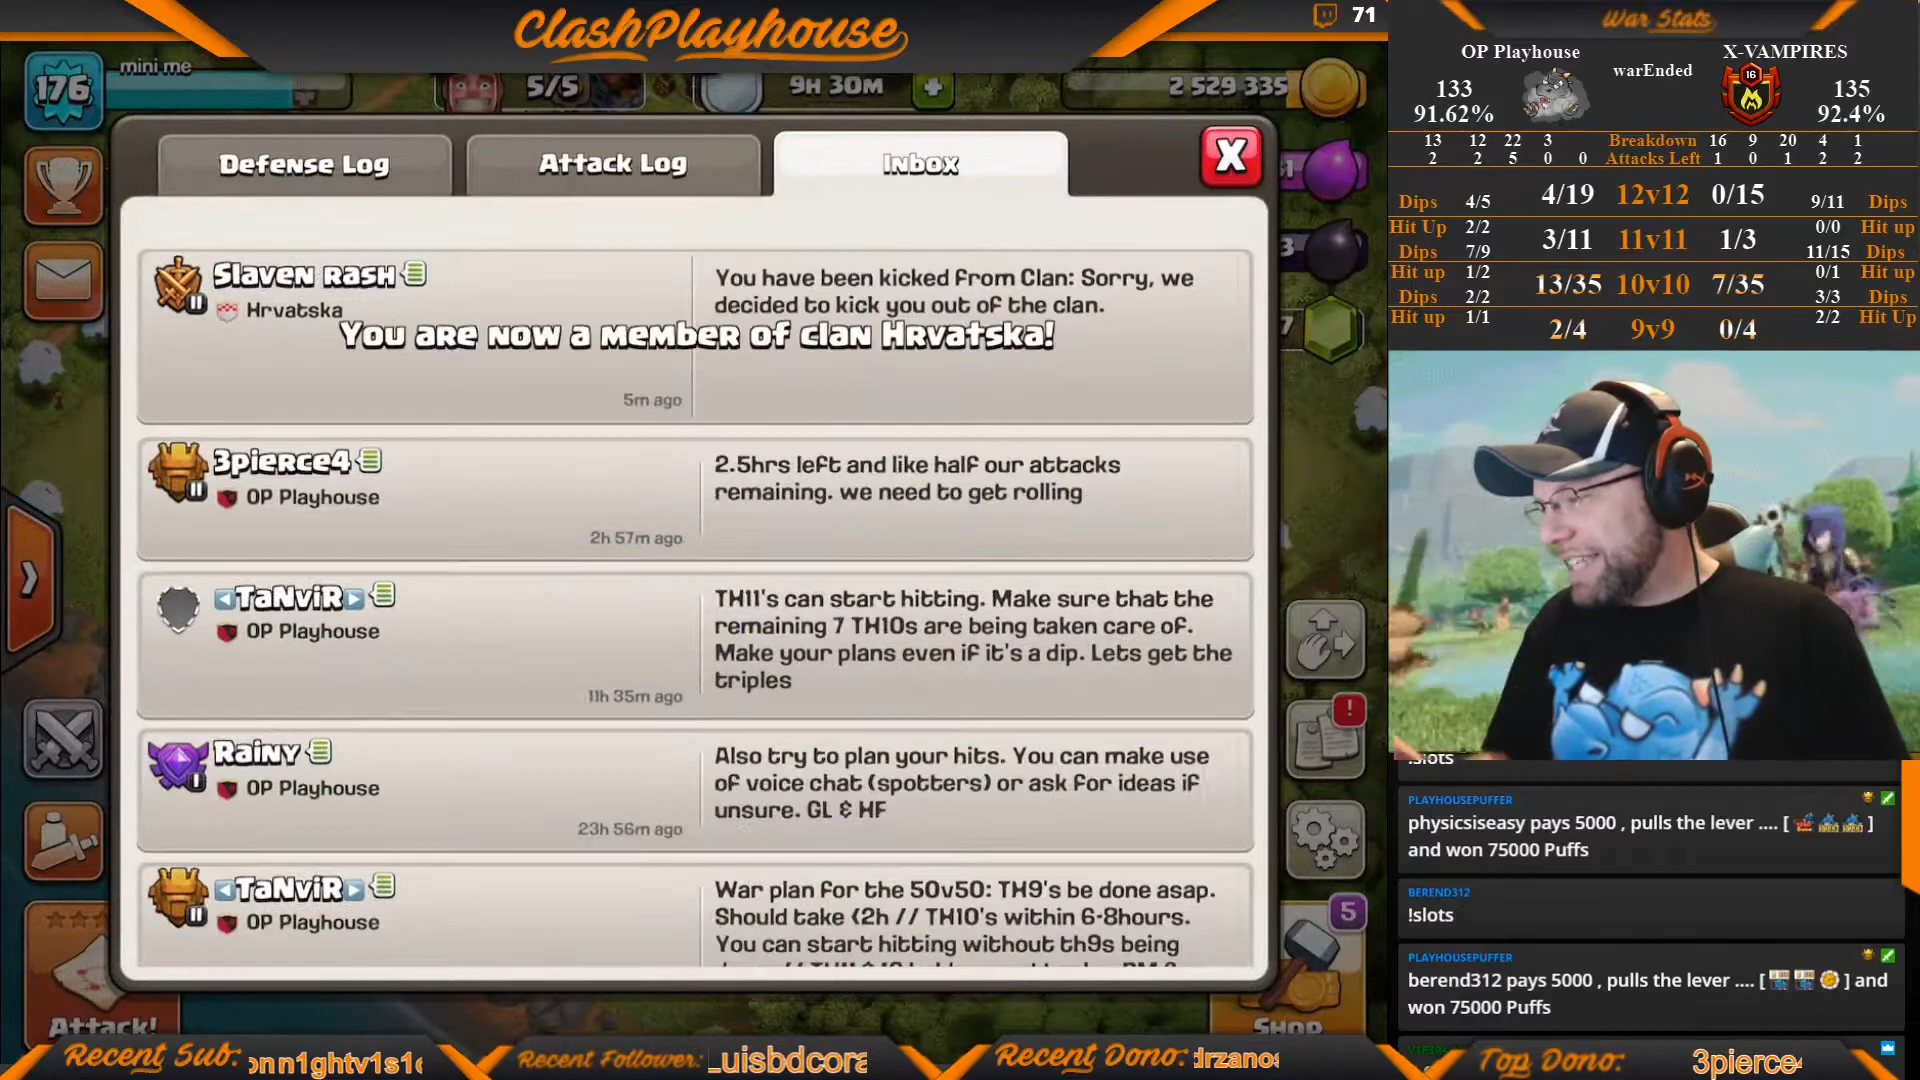 ClashPlayhouse
71
War Stats
OP Playhouse
X-VAMPIRES
warEnded
16
133
135
91.62%
92.4%
13 12 22 3 Breakdown 16 9 20 4 1
2 2 5 0 0 Attacks Left 1 0 1 2 2
Dips 4/5 4/19 12v12 0/15 9/11 Dips
Hit Up 2/2 0/0 Hit up
3/11 11v11 1/3
Dips 7/9 11/15 Dips
Hit up 1/2 0/1 Hit up
13/35 10v10 7/35
Dips 2/2 3/3 Dips
Hit up 1/1 2/2 Hit Up
2/4 9v9 0/4
176
mini me
5/5
9H 30M
2 529 335
Defense Log
Attack Log
Inbox
X
Slaven rash
Hrvatska
You have been kicked from Clan: Sorry, we
decided to kick you out of the clan.
You are now a member of clan Hrvatska!
5m ago
3pierce4
OP Playhouse
2.5hrs left and like half our attacks
remaining. we need to get rolling
2h 57m ago
TaNviR
OP Playhouse
TH11's can start hitting. Make sure that the
remaining 7 TH10s are being taken care of.
Make your plans even if it's a dip. Lets get the
triples
11h 35m ago
Rainy
OP Playhouse
Also try to plan your hits. You can make use
of voice chat (spotters) or ask for ideas if
unsure. GL & HF
23h 56m ago
TaNviR
OP Playhouse
War plan for the 50v50: TH9's be done asap.
Should take <2h // TH10's within 6-8hours.
You can start hitting without th9s being
!
5
Attack!
SHOP
!slots
PLAYHOUSEPUFFER
physicsiseasy pays 5000 , pulls the lever .... [ ]
and won 75000 Puffs
BEREND312
!slots
PLAYHOUSEPUFFER
berend312 pays 5000 , pulls the lever .... [ ] and
won 75000 Puffs
Recent Sub:
Recent Follower: Luisbdcora
Recent Dono: drzanos
Top Dono: 3pierce4